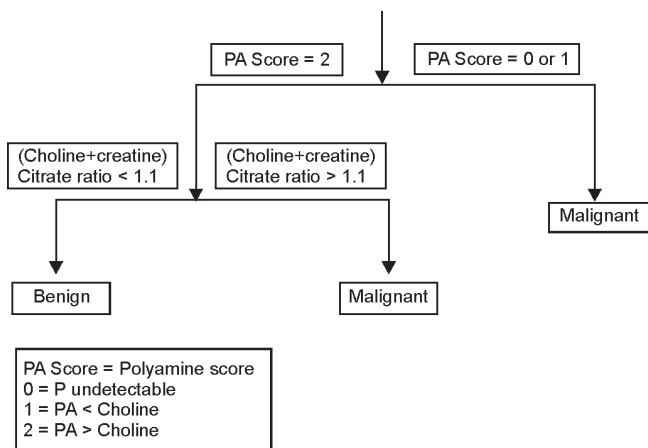 PA Score = 2
PA Score = 0 or 1
(Choline+creatine)
Citrate ratio < 1.1
(Choline+creatine)
Citrate ratio > 1.1
Malignant
Benign
Malignant
PA Score = Polyamine score
0 = P undetectable
1 = PA < Choline
2 = PA > Choline